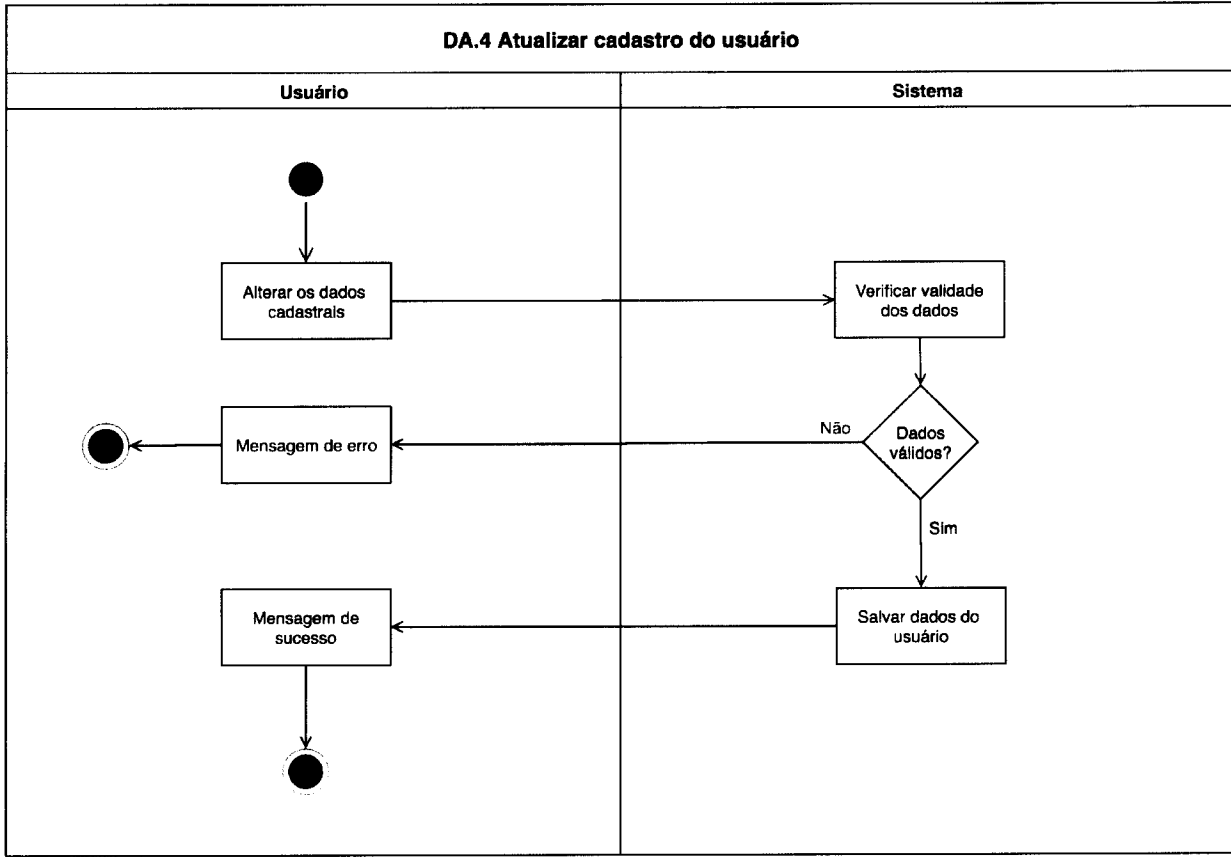 DA.4 Atualizar cadastro do usuário
Usuário
Sistema
Alterar os dados
cadastrais
Verificar validade
dos dados
Mensagem de erro
Não
Dados
válidos?
Sim
Mensagem de
sucesso
Salvar dados do
usuário